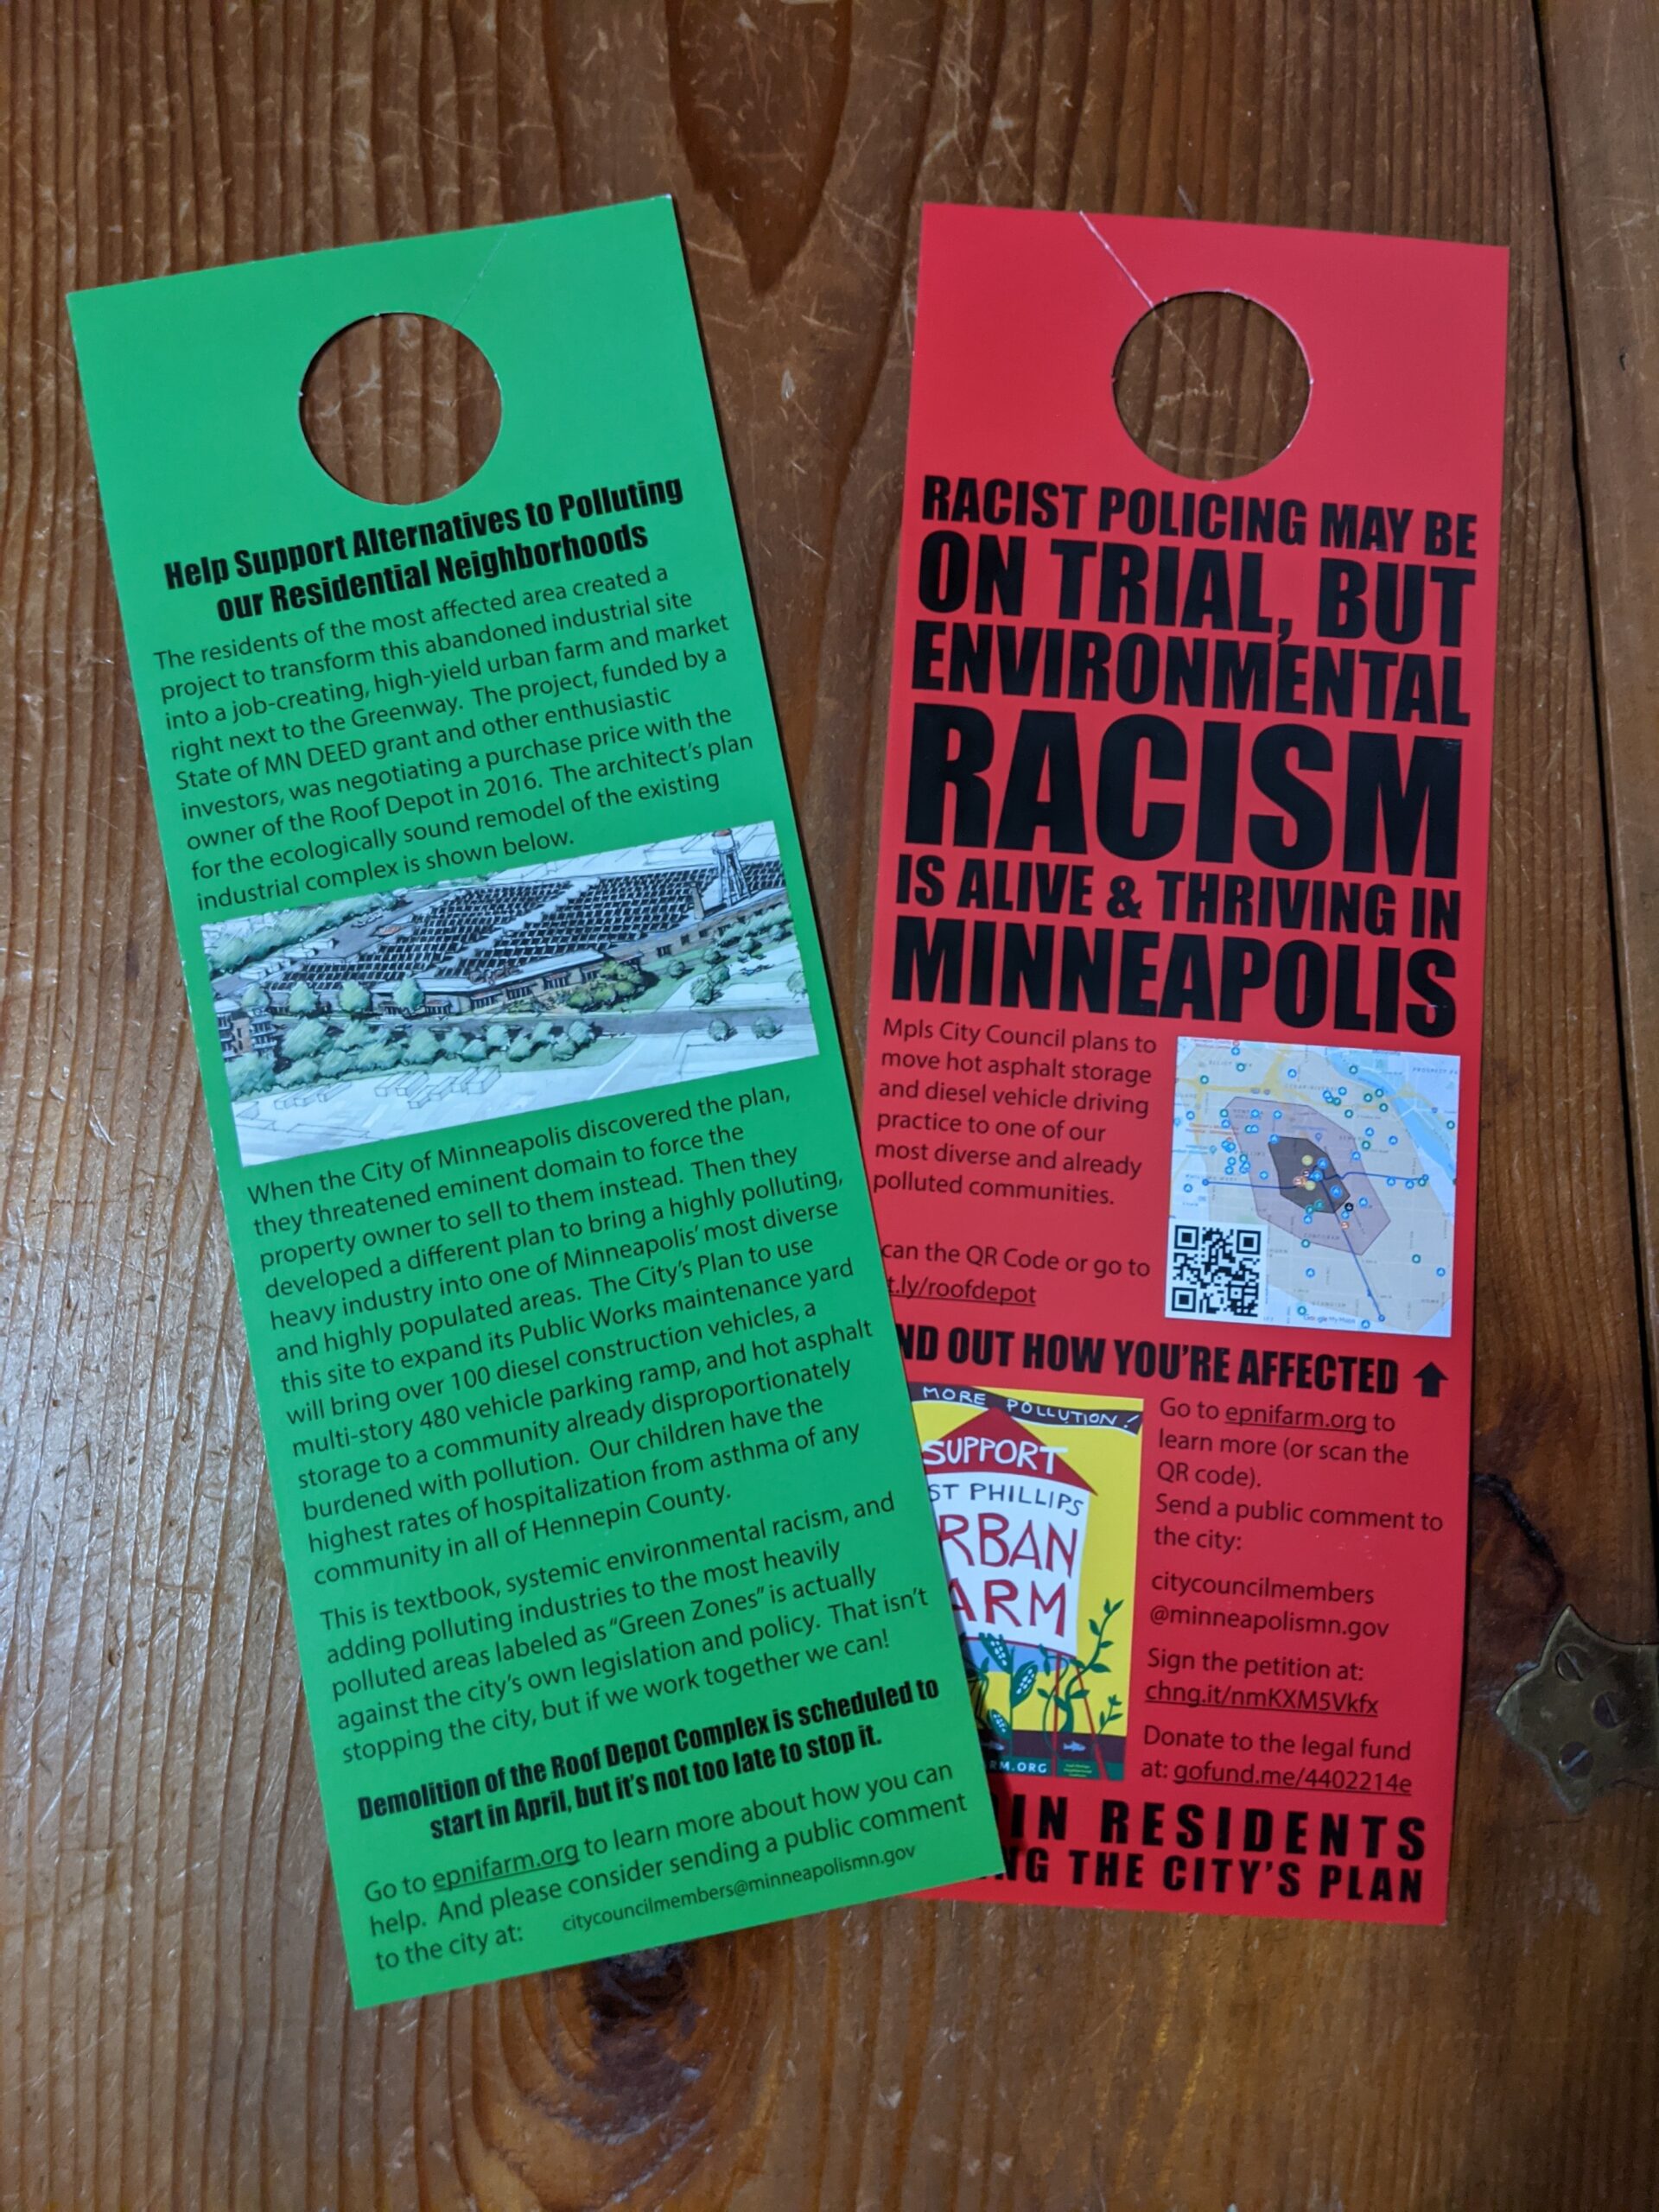 Help Support Alternatives to Polluting
our Residential Neighborhoods
The residents of the most affected area created a
project to transform this abandoned industrial site
into a job-creating, high-yield urban farm and market
right next to the Greenway. The project, funded by a
State of MN DEED grant and other enthusiastic
investors, was negotiating a purchase price with the
owner of the Roof Depot in 2016. The architect's plan
for the ecologically sound remodel of the existing
industrial complex is shown below.
When the City of Minneapolis discovered the plan,
they threatened eminent domain to force the
property owner to sell to them instead. Then they
developed a different plan to bring a highly polluting,
heavy industry into one of Minneapolis' most diverse
and highly populated areas. The City's Plan to use
this site to expand its Public Works maintenance yard
will bring over 100 diesel construction vehicles, a
multi-story 480 vehicle parking ramp, and hot asphalt
storage to a community already disproportionately
burdened with pollution. Our children have the
highest rates of hospitalization from asthma of any
community in all of Hennepin County.
This is textbook, systemic environmental racism, and
adding polluting industries to the most heavily
polluted areas labeled as "Green Zones" is actually
against the city's own legislation and policy. That isn't
stopping the city, but if we work together we can!
Demolition of the Roof Depot Complex is scheduled to
start in April, but it's not too late to stop it.
Go to epnifarm.org to learn more about how you can
help. And please consider sending a public comment
to the city at: citycouncilmembers@minneapolismn.gov
RACIST POLICING MAY BE
ON TRIAL, BUT
ENVIRONMENTAL
RACISM
IS ALIVE & THRIVING IN
MINNEAPOLIS
Mpls City Council plans to
move hot asphalt storage
and diesel vehicle driving
practice to one of our
most diverse and already
polluted communities.
can the QR Code or go to
t.ly/roofdepot
Google My Maps
ND OUT HOW YOU'RE AFFECTED
MORE POLLUTION!
SUPPORT
ST PHILLIPS
RBAN
ARM
RM.ORG
Go to epnifarm.org to
learn more (or scan the
QR code).
Send a public comment to
the city:
citycouncilmembers
@minneapolismn.gov
Sign the petition at:
chng.it/nmKXM5Vkfx
Donate to the legal fund
at: gofund.me/4402214e
IN RESIDENTS
NG THE CITY'S PLAN